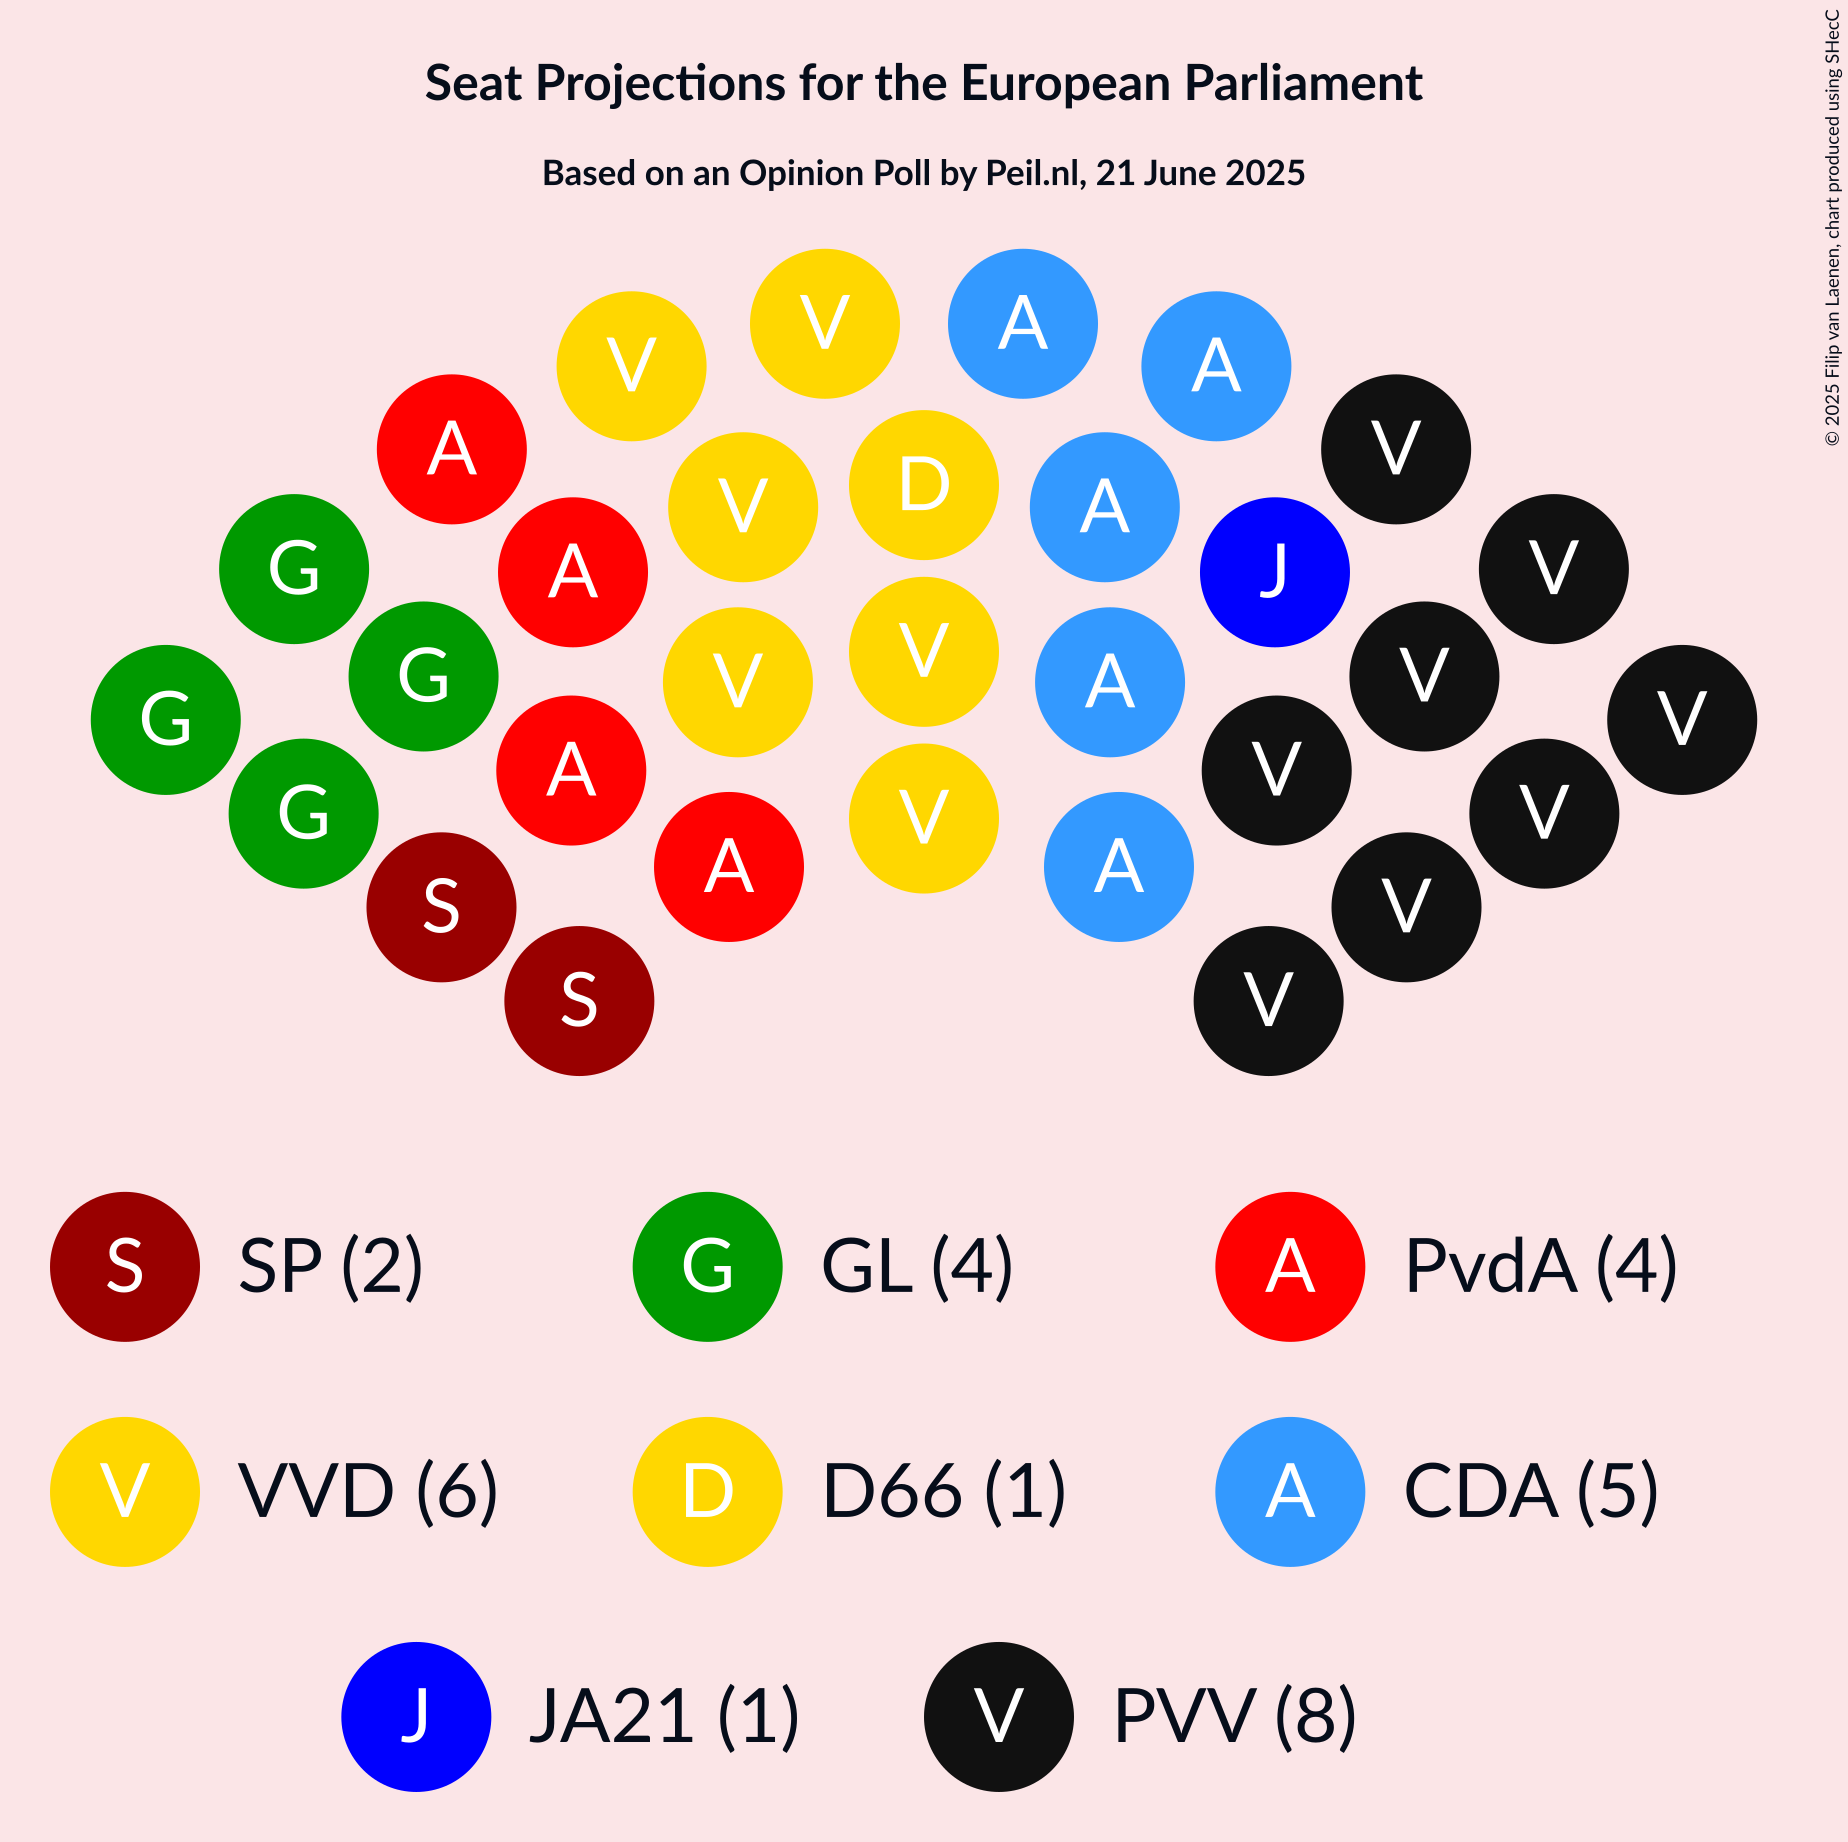 Seat Projections for the European Parliament
Based on an Opinion Poll by Peil.nl, 21 June 2025
© 2025 Filip van Laenen, chart produced using SHecC
V V A A
A V V
V D A
G A J V
V V A
G G V V
A V
G V A V
G A A V
S V
S V
S SP (2) G GL (4) A PvdA (4)
V VVD (6) D D66 (1) A CDA (5)
J JA21 (1) V PVV (8)